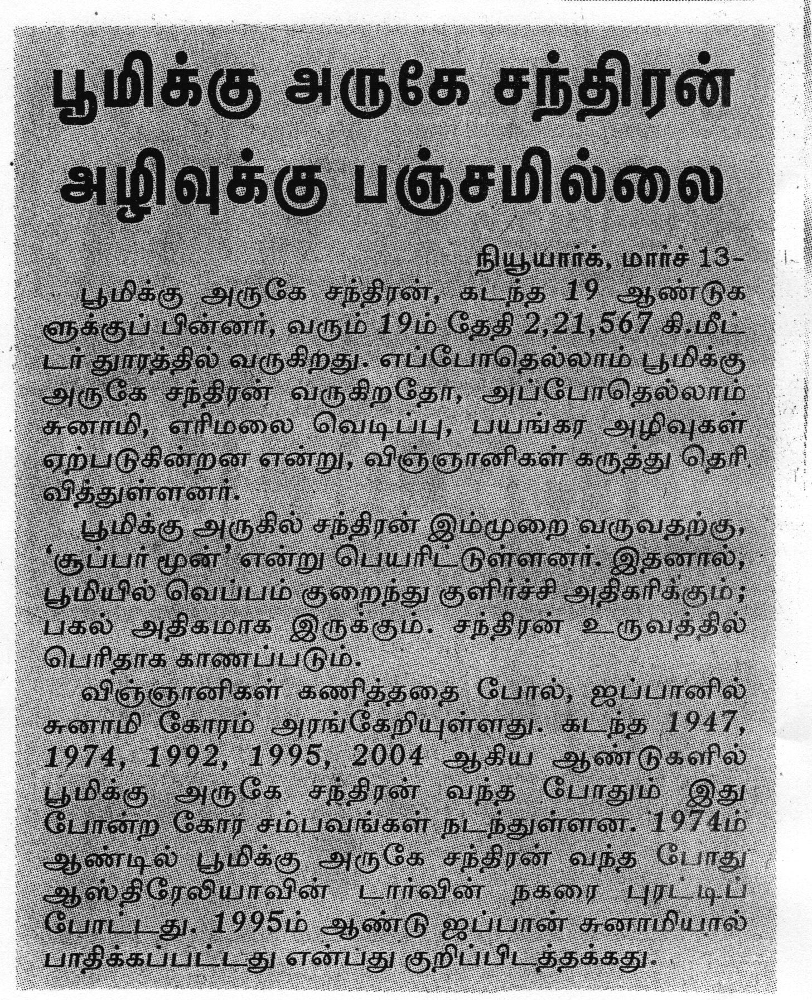 பூமிக்கு அருகே சந்திரன்
அழிவுக்கு பஞ்சமில்லை
நியூயார்க், மார்ச் 13-
பூமிக்கு அருகே சந்திரன், கடந்த 19 ஆண்டுக
ளுக்குப் பின்னர், வரும் 19ம் தேதி 2,21,567 கி.மீட்
டர் தூரத்தில் வருகிறது. எப்போதெல்லாம் பூமிக்கு
அருகே சந்திரன் வருகிறதோ, அப்போதெல்லாம்
சுனாமி, எரிமலை வெடிப்பு, பயங்கர அழிவுகள்
ஏற்படுகின்றன என்று, விஞ்ஞானிகள் கருத்து தெரி
வித்துள்ளனர்.
பூமிக்கு அருகில் சந்திரன் இம்முறை வருவதற்கு,
‘சூப்பர் மூன்’ என்று பெயரிட்டுள்ளனர். இதனால்,
பூமியில் வெப்பம் குறைந்து குளிர்ச்சி அதிகரிக்கும்;
பகல் அதிகமாக இருக்கும். சந்திரன் உருவத்தில்
பெரிதாக காணப்படும்.
விஞ்ஞானிகள் கணித்ததை போல், ஜப்பானில்
சுனாமி கோரம் அரங்கேறியுள்ளது. கடந்த 1947,
1974, 1992, 1995, 2004 ஆகிய ஆண்டுகளில்
பூமிக்கு அருகே சந்திரன் வந்த போதும் இது
போன்ற கோர சம்பவங்கள் நடந்துள்ளன. 1974ம்
ஆண்டில் பூமிக்கு அருகே சந்திரன் வந்த போது
ஆஸ்திரேலியாவின் டார்வின் நகரை புரட்டிப்
போட்டது. 1995ம் ஆண்டு ஜப்பான் சுனாமியால்
பாதிக்கப்பட்டது என்பது குறிப்பிடத்தக்கது.